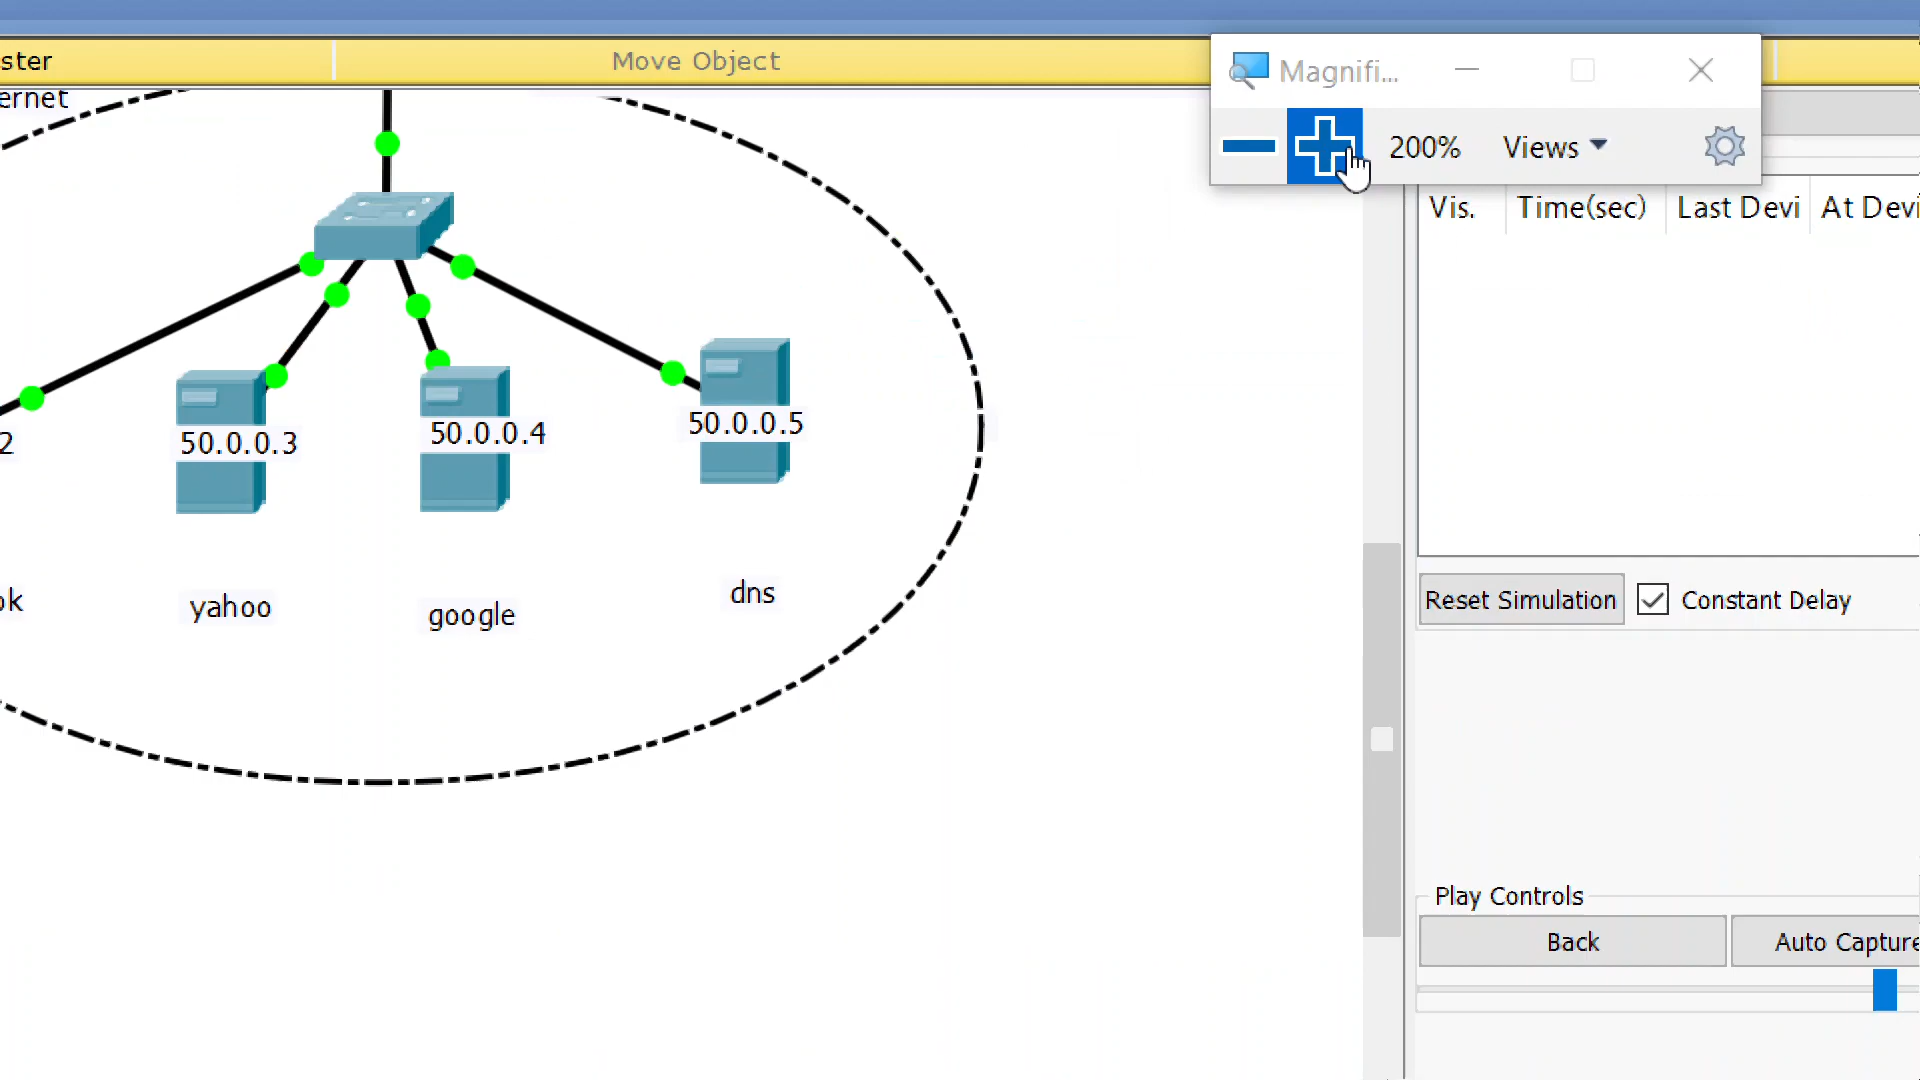 ster
Move Object
Magnifi...
ernet
200%
Views
Vis.
Time(sec)
Last Devi
At Devi
50.0.0.5
50.0.0.4
50.0.0.3
2
dns
ok
yahoo
google
Reset Simulation
Constant Delay
Play Controls
Back
Auto Capture